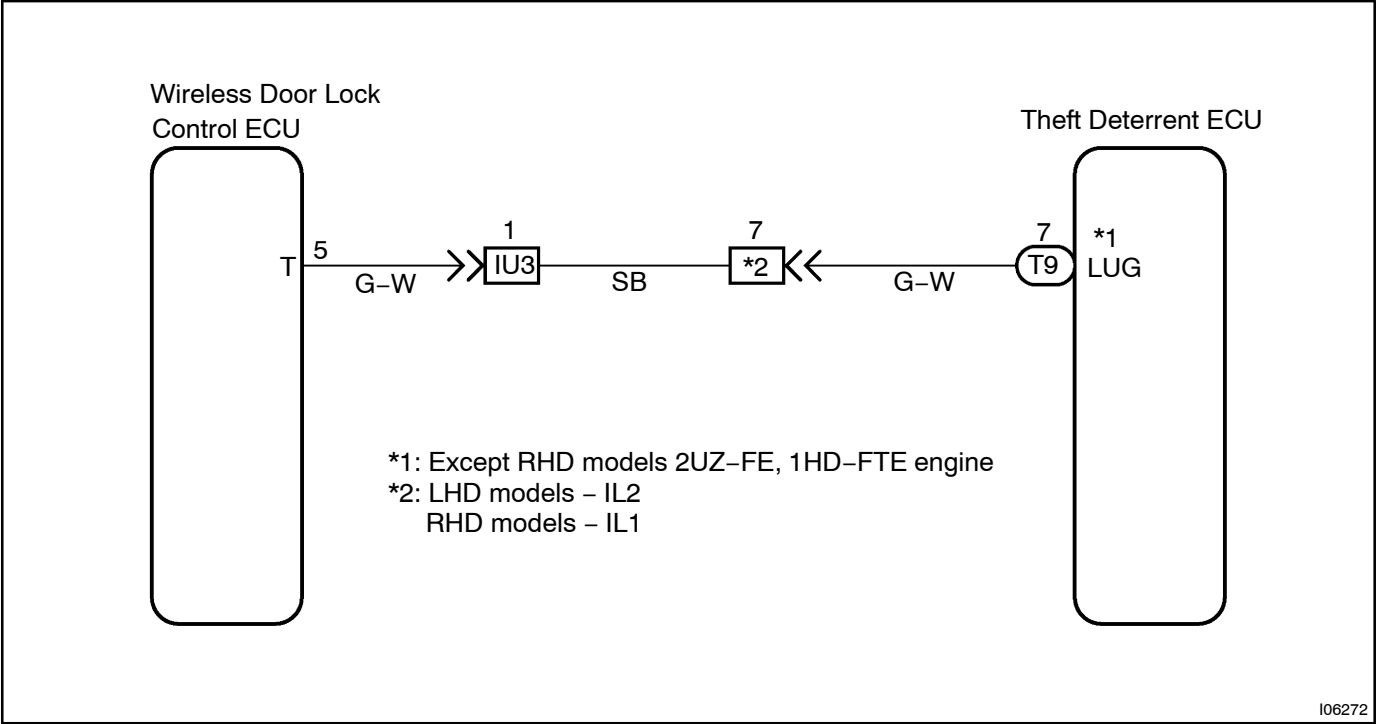 Wireless Door Lock
Control ECU
Theft Deterrent ECU
T
5
G−W
1
IU3
SB
7
*2
G−W
7
T9
*1
LUG
*1: Except RHD models 2UZ−FE, 1HD−FTE engine
*2: LHD models − IL2
RHD models − IL1
I06272